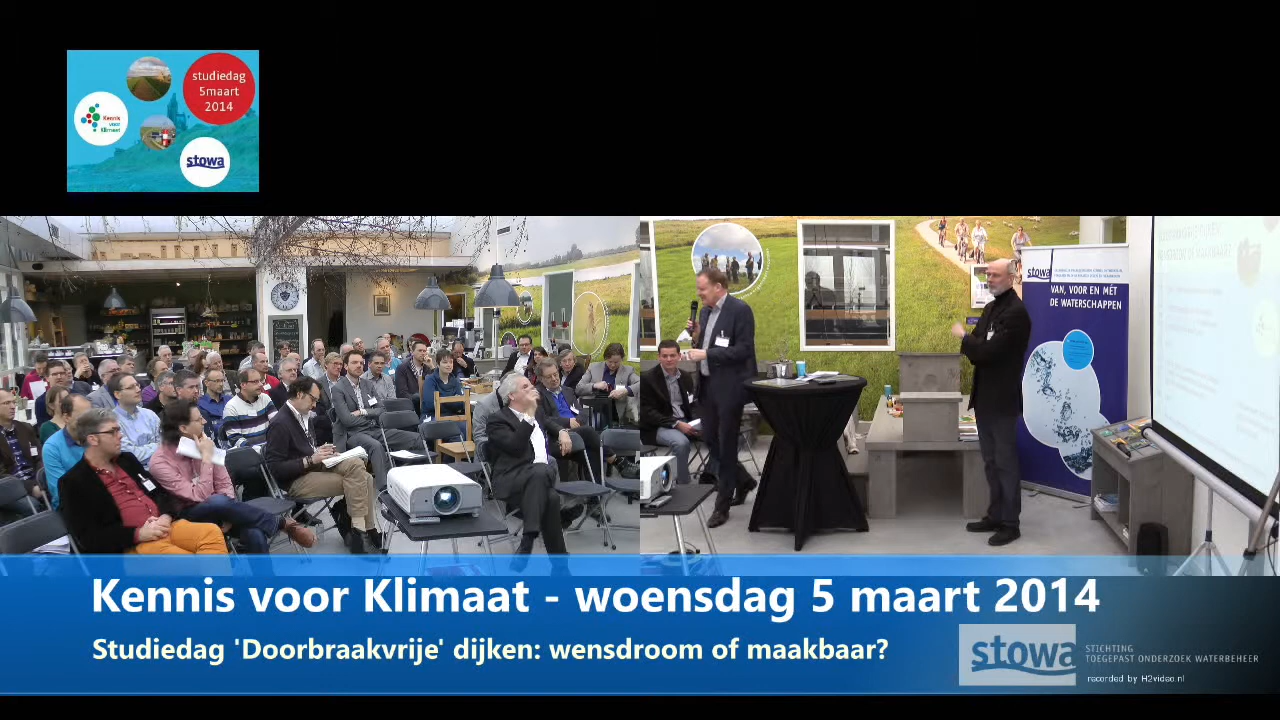 studiedag
5maart
2014
Kennis
voor
Klimaat
stowa
stowa
VAN, VOOR EN MÈT
DE WATERSCHAPPEN
Kennis voor Klimaat - woensdag 5 maart 2014
Studiedag 'Doorbraakvrije' dijken: wensdroom of maakbaar?
stowa
STICHTING
TOEGEPAST ONDERZOEK WATERBEHEER
recorded by H2video.nl